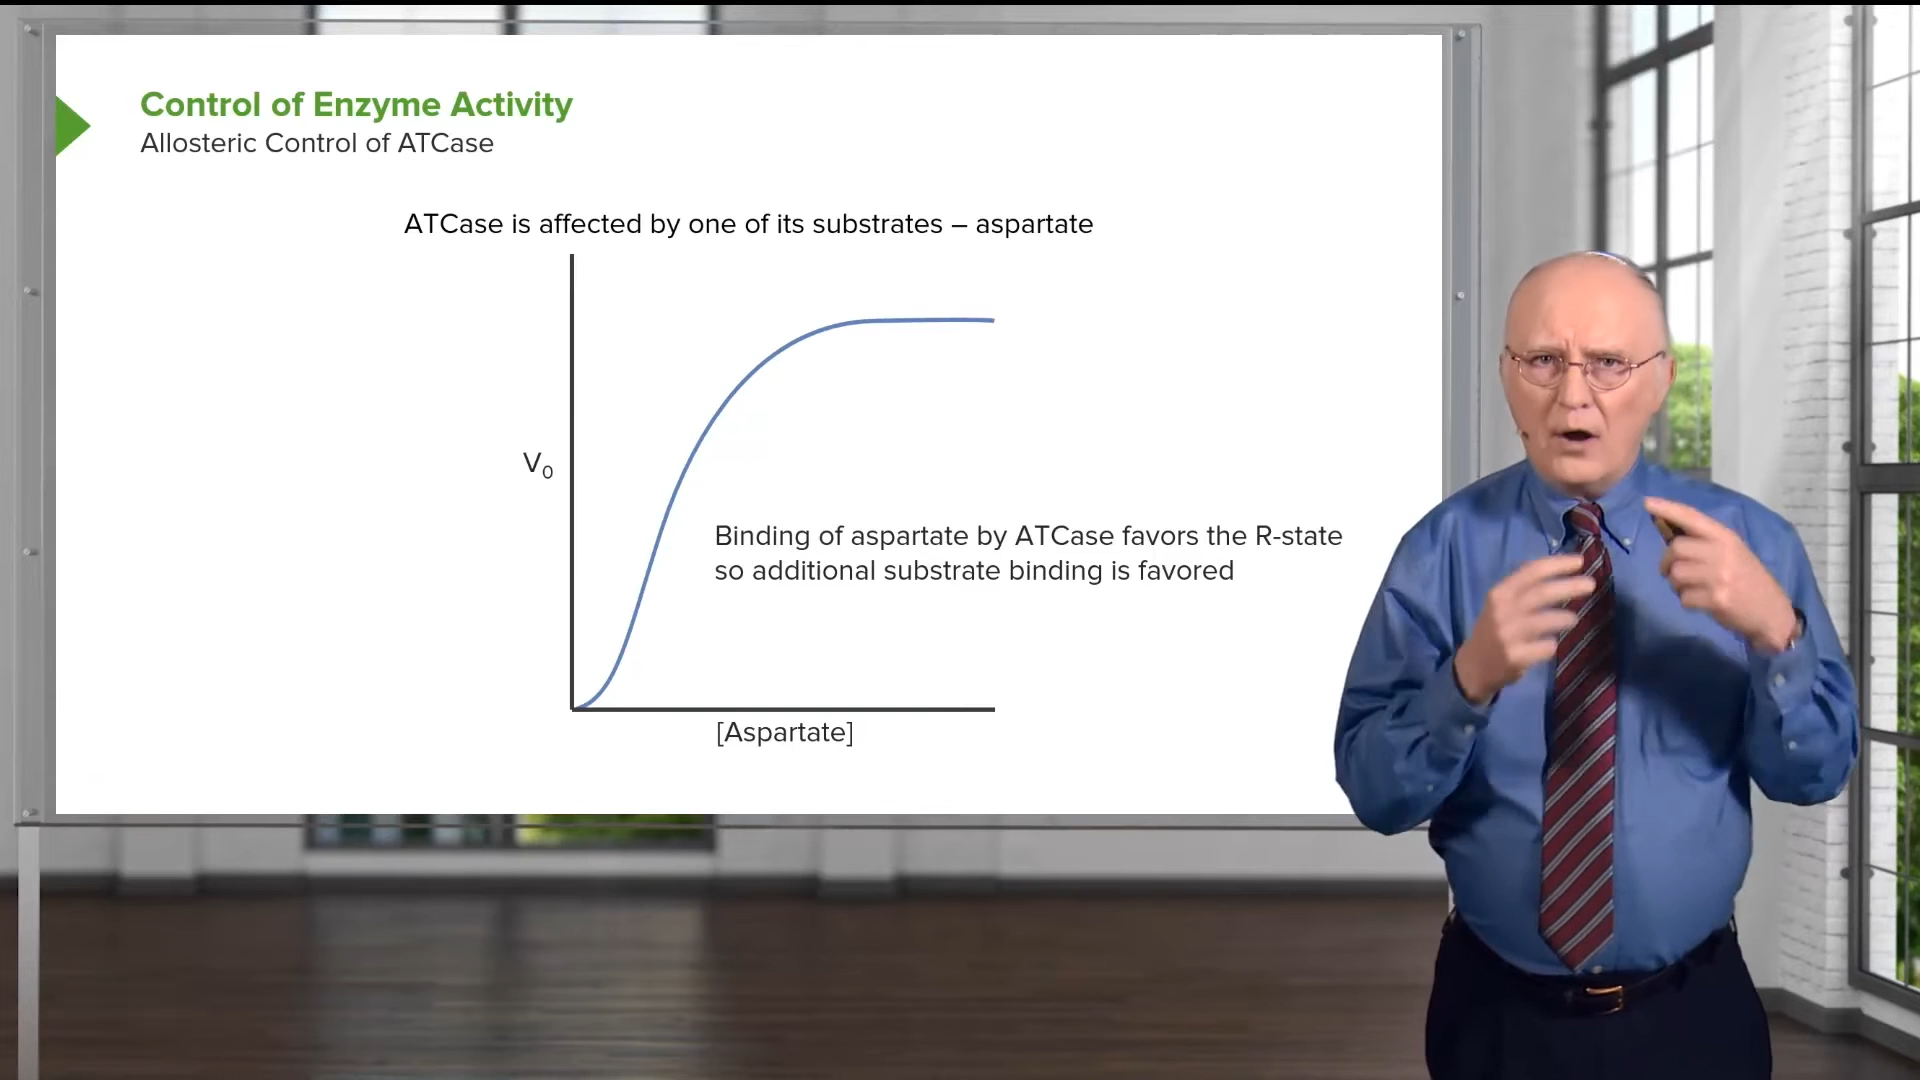 Control of Enzyme Activity
Allosteric Control of ATCase
ATCase is affected by one of its substrates – aspartate
V₀
Binding of aspartate by ATCase favors the R-state
so additional substrate binding is favored
[Aspartate]